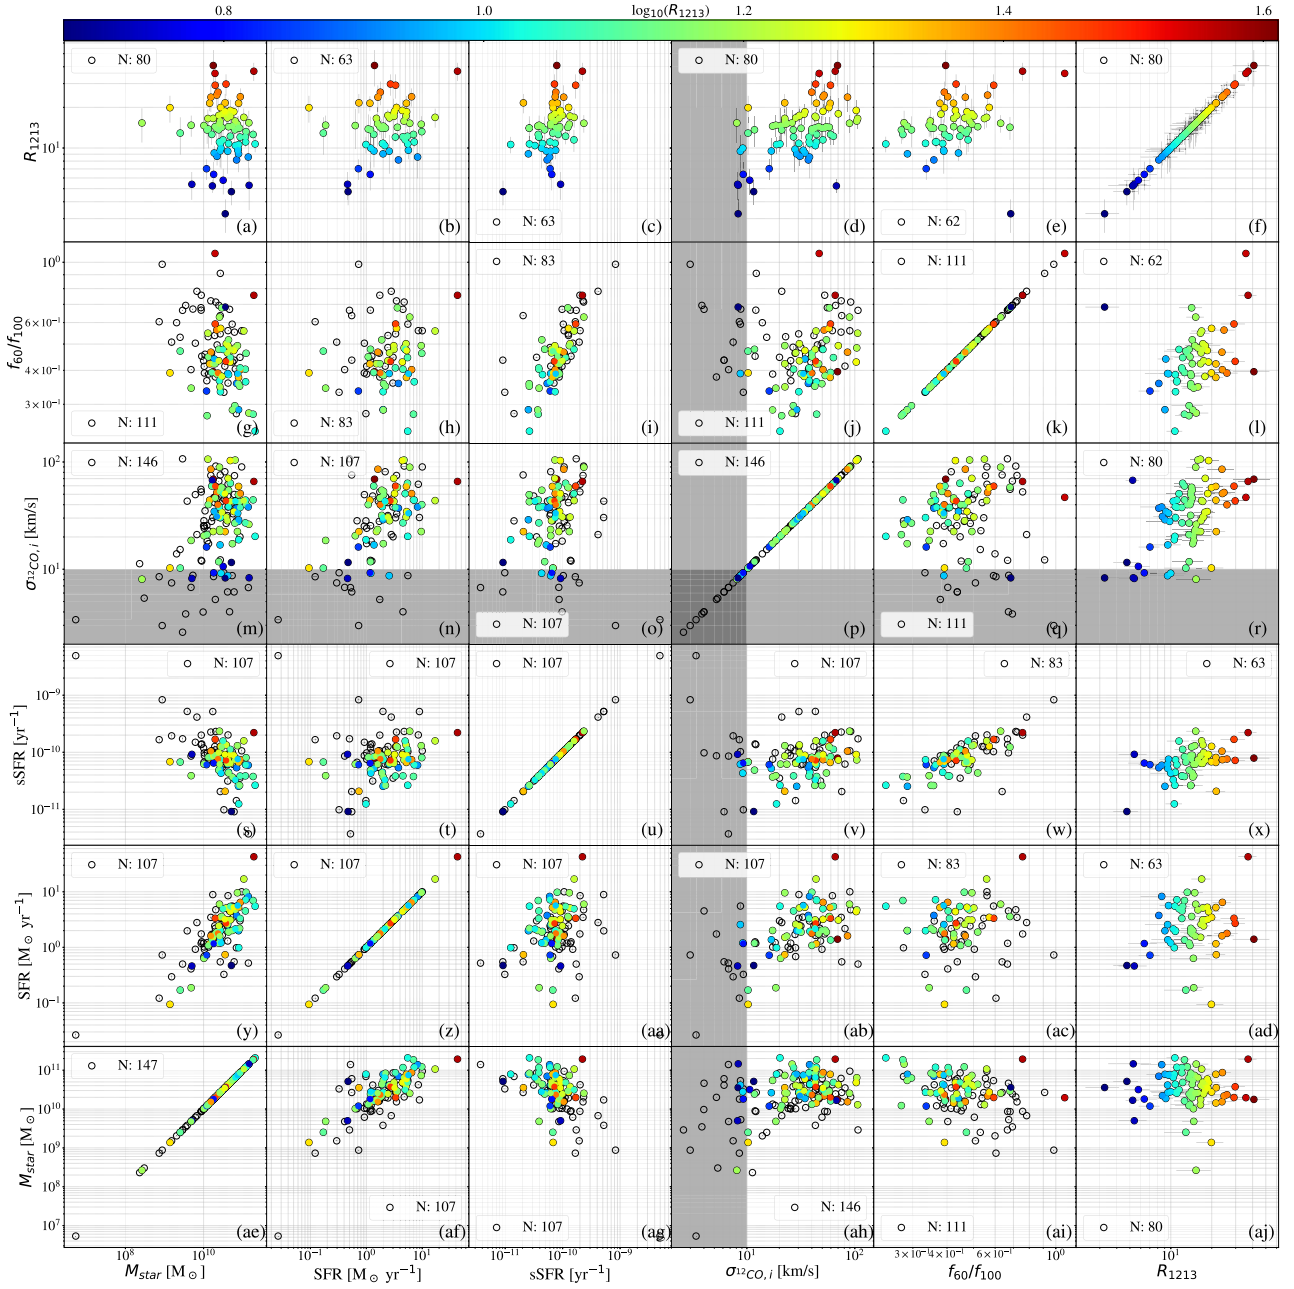 0.8 1.0 log₁₀(R₁₂₁₃) 1.2 1.4 1.6
R₁₂₁₃ 10¹
N: 80 (a)
N: 63 (b)
N: 63 (c)
N: 80 (d)
N: 62 (e)
N: 80 (f)
f₆₀/f₁₀₀ 10⁰ 6×10⁻¹ 4×10⁻¹ 3×10⁻¹
N: 111 (g)
N: 83 (h)
N: 83 (i)
N: 111 (j)
N: 111 (k)
N: 62 (l)
σ₁₂CO,i [km/s] 10² 10¹
N: 146 (m)
N: 107 (n)
N: 107 (o)
N: 146 (p)
N: 111 (q)
N: 80 (r)
sSFR [yr⁻¹] 10⁻⁹ 10⁻¹⁰ 10⁻¹¹
N: 107 (s)
N: 107 (t)
N: 107 (u)
N: 107 (v)
N: 83 (w)
N: 63 (x)
SFR [M⊙ yr⁻¹] 10¹ 10⁰ 10⁻¹
N: 107 (y)
N: 107 (z)
N: 107 (aa)
N: 107 (ab)
N: 83 (ac)
N: 63 (ad)
M_star [M⊙] 10¹¹ 10¹⁰ 10⁹ 10⁸ 10⁷
N: 147 (ae)
N: 107 (af)
N: 107 (ag)
N: 146 (ah)
N: 111 (ai)
N: 80 (aj)
10⁸ 10¹⁰ 10⁻¹ 10⁰ 10¹ 10⁻¹¹ 10⁻¹⁰ 10⁻⁹ 10¹ 10² 3×10⁻¹ 4×10⁻¹ 6×10⁻¹ 10⁰ 10¹
M_star [M⊙] SFR [M⊙ yr⁻¹] sSFR [yr⁻¹] σ₁₂CO,i [km/s] f₆₀/f₁₀₀ R₁₂₁₃